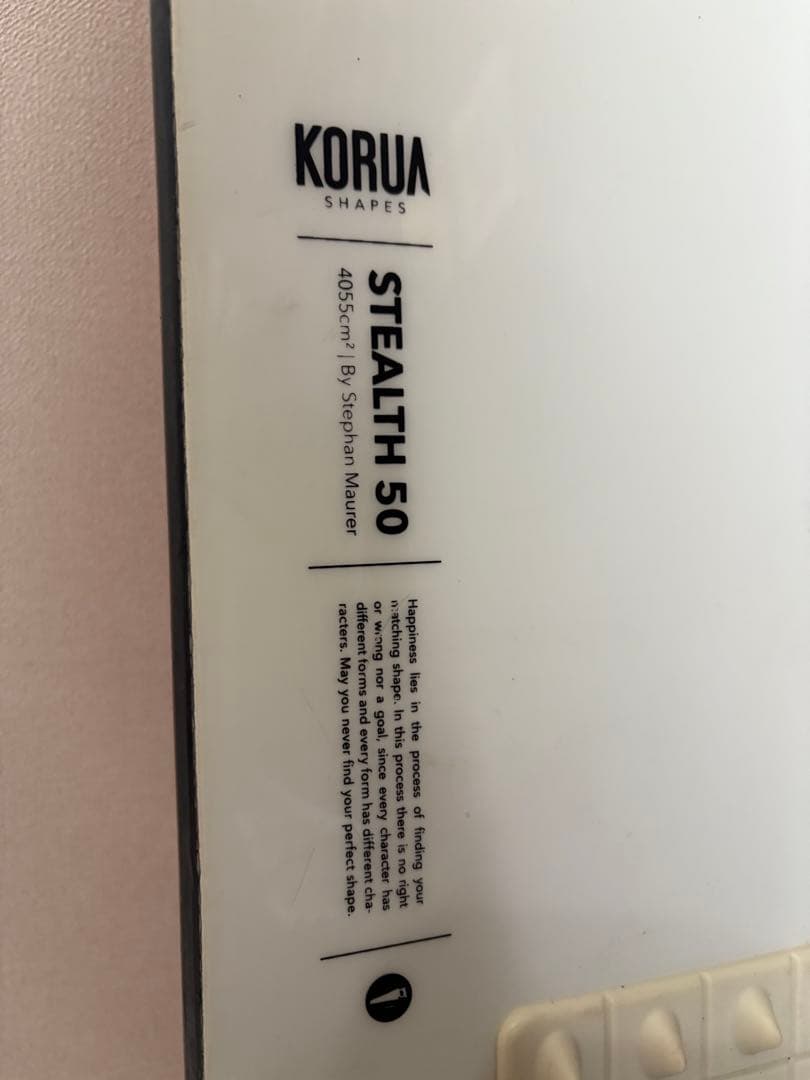 KORUA
SHAPES
STEALTH 50
4055cm² | By Stephan Maurer
Happiness lies in the process of finding your
matching shape. In this process there is no right
or wrong nor a goal, since every character has
different forms and every form has different cha-
racters. May you never find your perfect shape.